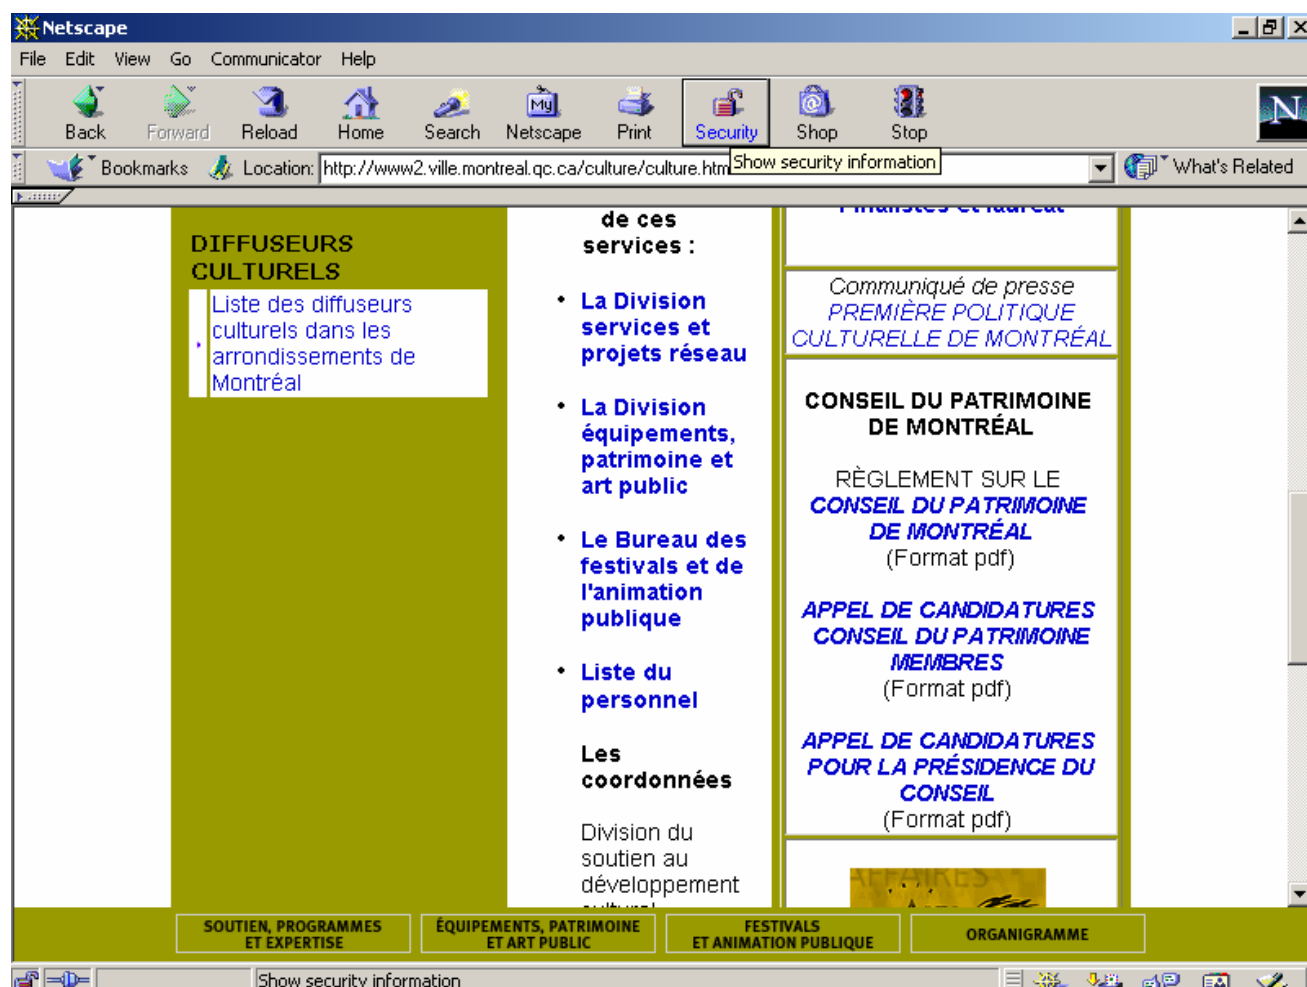 Netscape
File Edit View Go Communicator Help
My
Back Forward Reload Home Search Netscape Print Security Shop Stop
N
Bookmarks Location: http://www2.ville.montreal.qc.ca/culture/culture.htm What's Related
Show security information
DIFFUSEURS
CULTURELS
Liste des diffuseurs
culturels dans les
arrondissements de
Montréal
de ces
services :
• La Division
services et
projets réseau
• La Division
équipements,
patrimoine et
art public
• Le Bureau des
festivals et de
l'animation
publique
• Liste du
personnel
Les
coordonnées
Division du
soutien au
développement
culturel
Finalistes et lauréat
Communiqué de presse
PREMIÈRE POLITIQUE
CULTURELLE DE MONTRÉAL
CONSEIL DU PATRIMOINE
DE MONTRÉAL
RÈGLEMENT SUR LE
CONSEIL DU PATRIMOINE
DE MONTRÉAL
(Format pdf)
APPEL DE CANDIDATURES
CONSEIL DU PATRIMOINE
MEMBRES
(Format pdf)
APPEL DE CANDIDATURES
POUR LA PRÉSIDENCE DU
CONSEIL
(Format pdf)
AFFAIRES
SOUTIEN, PROGRAMMES
ET EXPERTISE
ÉQUIPEMENTS, PATRIMOINE
ET ART PUBLIC
FESTIVALS
ET ANIMATION PUBLIQUE
ORGANIGRAMME
Show security information